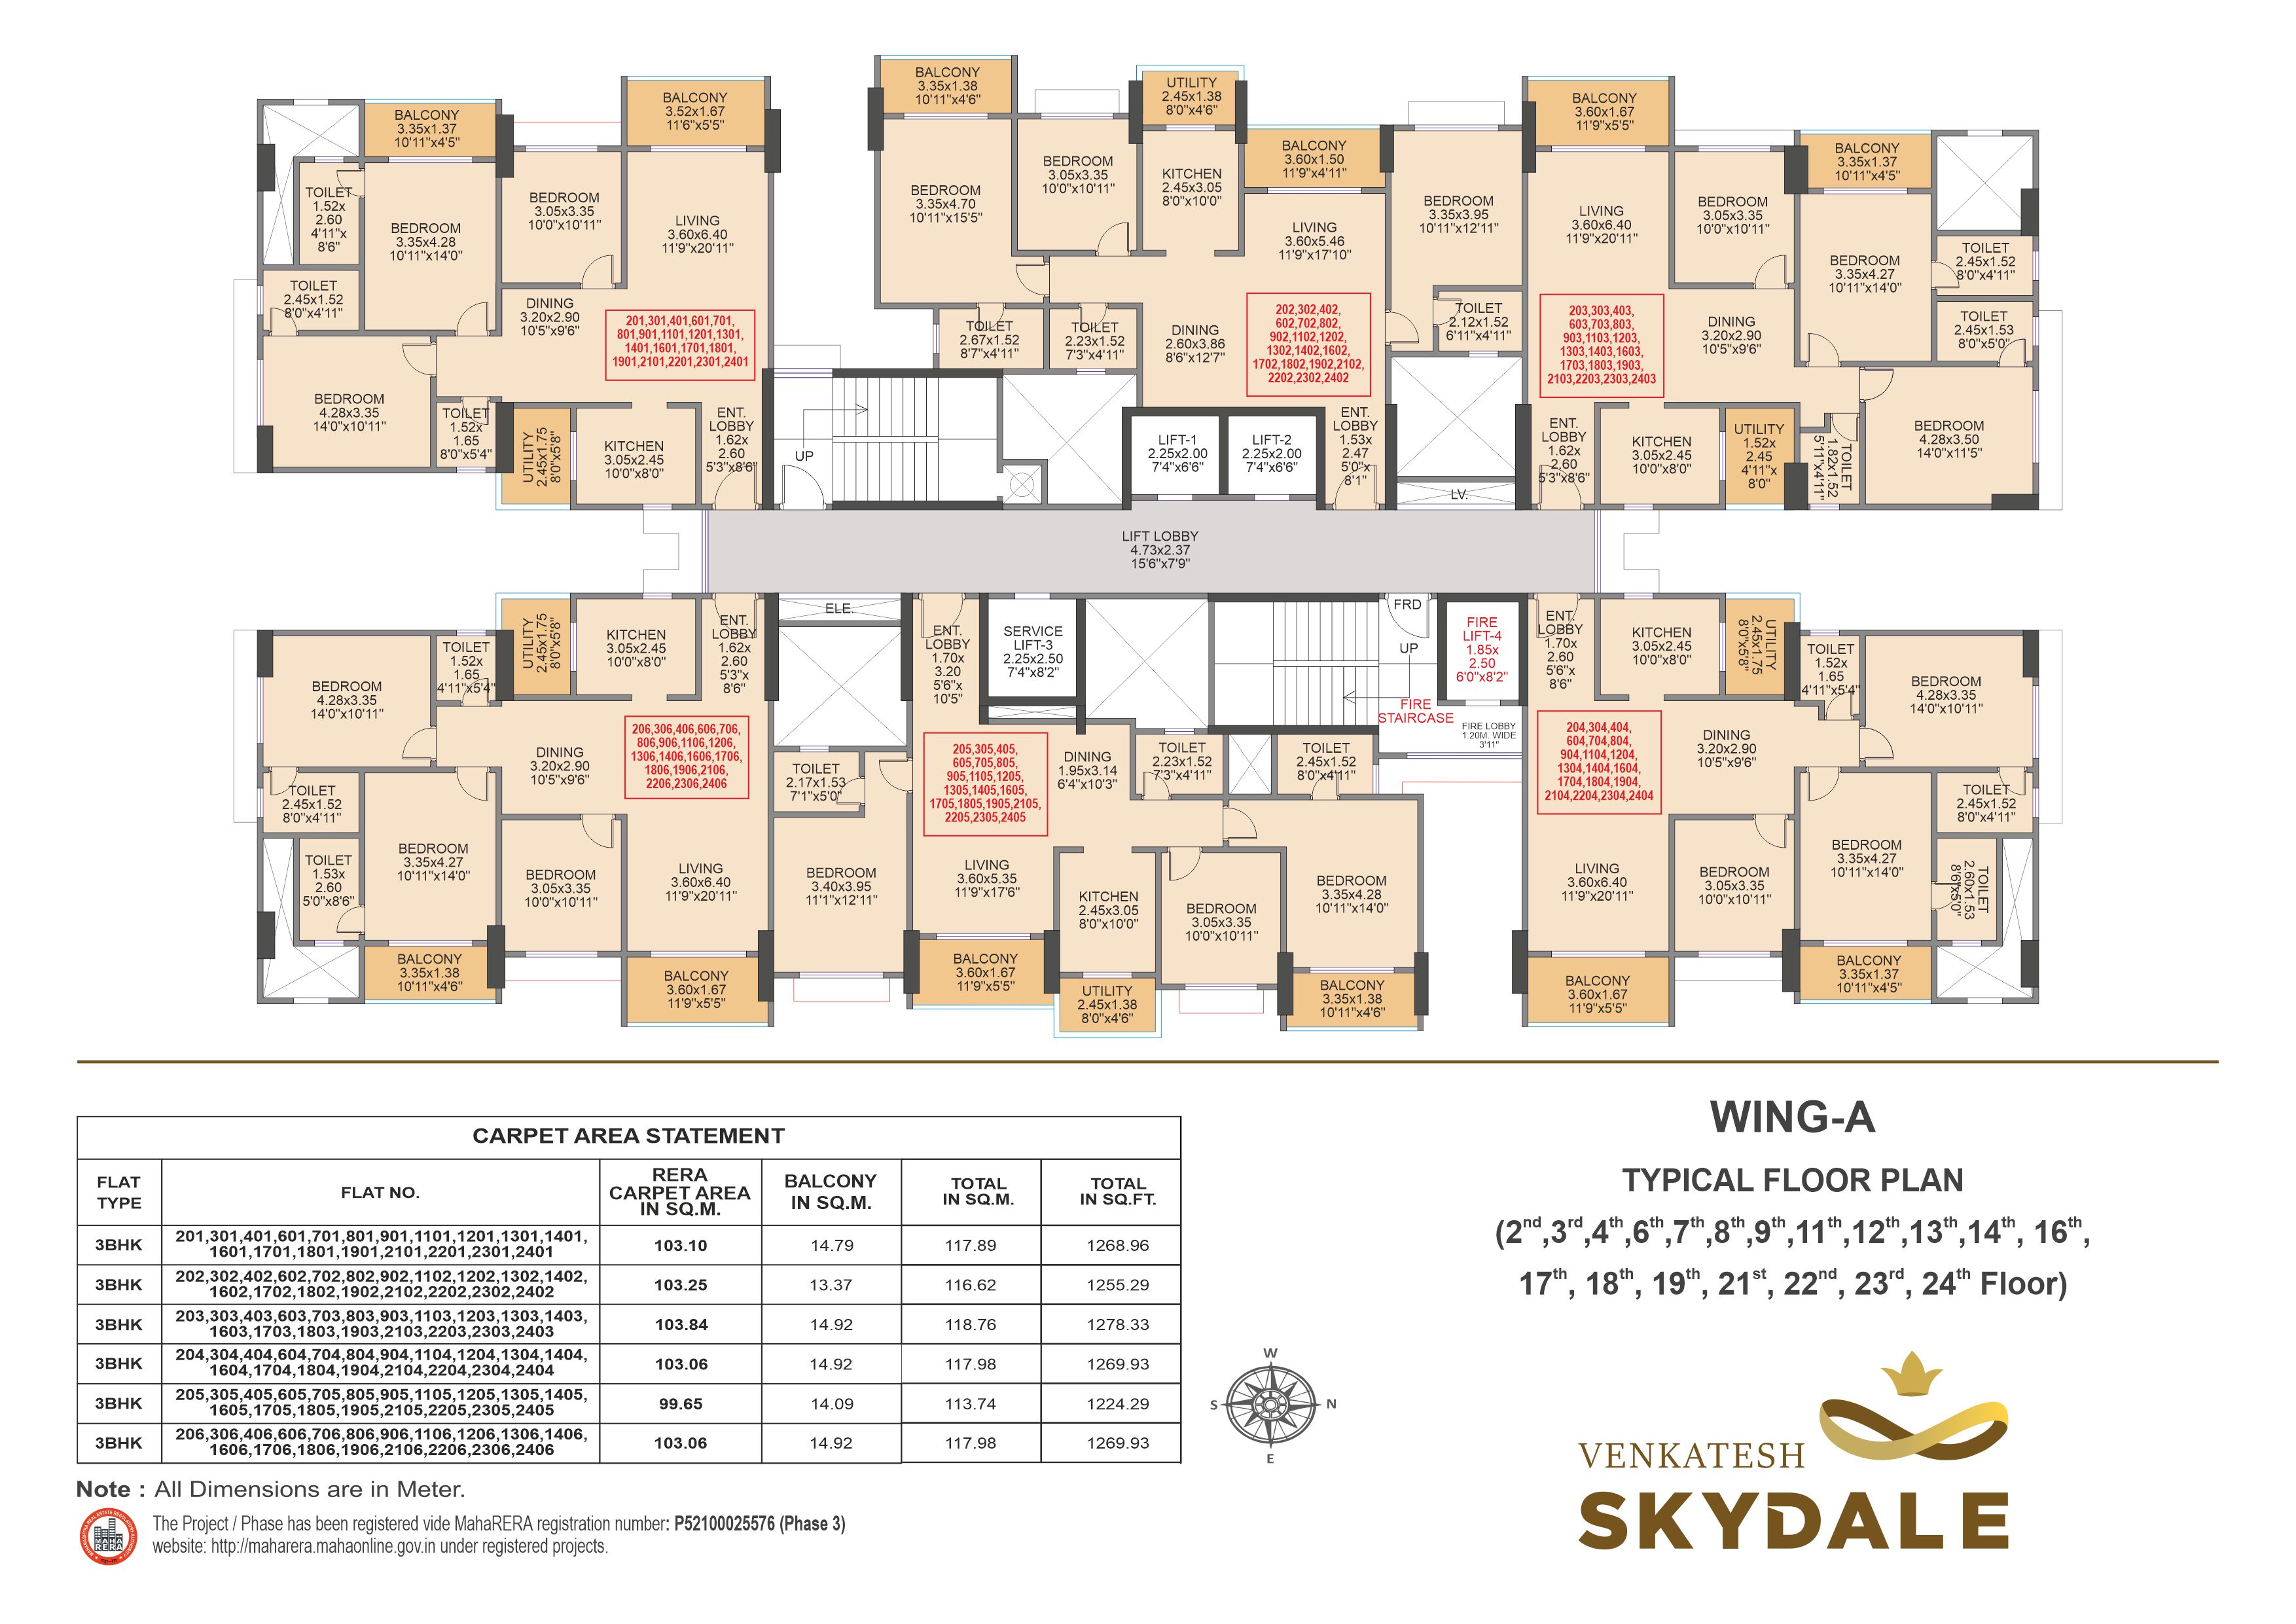 BALCONY
3.35x1.37
10'11"x4'5"
BALCONY
3.52x1.67
11'6"x5'5"
TOILET
1.52x
2.60
4'11"x
8'6"
BEDROOM
3.35x4.28
10'11"x14'0"
BEDROOM
3.05x3.35
10'0"x10'11"
LIVING
3.60x6.40
11'9"x20'11"
TOILET
2.45x1.52
8'0"x4'11"
DINING
3.20x2.90
10'5"x9'6"
201,301,401,601,701,
801,901,1101,1201,1301,
1401,1601,1701,1801,
1901,2101,2201,2301,2401
BEDROOM
4.28x3.35
14'0"x10'11"
TOILET
1.52x
1.65
8'0"x5'4"
UTILITY
2.45x1.75
8'0"x5'8"
KITCHEN
3.05x2.45
10'0"x8'0"
ENT.
LOBBY
1.62x
2.60
5'3"x8'6"
UP
BALCONY
3.35x1.38
10'11"x4'6"
UTILITY
2.45x1.38
8'0"x4'6"
BALCONY
3.60x1.50
11'9"x4'11"
BEDROOM
3.35x4.70
10'11"x15'5"
BEDROOM
3.05x3.35
10'0"x10'11"
KITCHEN
2.45x3.05
8'0"x10'0"
LIVING
3.60x5.46
11'9"x17'10"
BEDROOM
3.35x3.95
10'11"x12'11"
TOILET
2.67x1.52
8'7"x4'11"
TOILET
2.23x1.52
7'3"x4'11"
DINING
2.60x3.86
8'6"x12'7"
202,302,402,
602,702,802,
902,1102,1202,
1302,1402,1602,
1702,1802,1902,2102,
2202,2302,2402
TOILET
2.12x1.52
6'11"x4'11"
LIFT-1
2.25x2.00
7'4"x6'6"
LIFT-2
2.25x2.00
7'4"x6'6"
ENT.
LOBBY
1.53x
2.47
5'0"x
8'1"
LV.
BALCONY
3.60x1.67
11'9"x5'5"
BALCONY
3.35x1.37
10'11"x4'5"
LIVING
3.60x6.40
11'9"x20'11"
BEDROOM
3.05x3.35
10'0"x10'11"
BEDROOM
3.35x4.27
10'11"x14'0"
TOILET
2.45x1.52
8'0"x4'11"
203,303,403,
603,703,803,
903,1103,1203,
1303,1403,1603,
1703,1803,1903,
2103,2203,2303,2403
DINING
3.20x2.90
10'5"x9'6"
TOILET
2.45x1.53
8'0"x5'0"
ENT.
LOBBY
1.62x
2.60
5'3"x8'6"
KITCHEN
3.05x2.45
10'0"x8'0"
UTILITY
1.52x
2.45
4'11"x
8'0"
TOILET
1.82x1.52
5'11"x4'11"
BEDROOM
4.28x3.50
14'0"x11'5"
LIFT LOBBY
4.73x2.37
15'6"x7'9"
BEDROOM
4.28x3.35
14'0"x10'11"
TOILET
1.52x
1.65
4'11"x5'4"
UTILITY
2.45x1.75
8'0"x5'8"
KITCHEN
3.05x2.45
10'0"x8'0"
ENT.
LOBBY
1.62x
2.60
5'3"x
8'6"
ELE.
DINING
3.20x2.90
10'5"x9'6"
206,306,406,606,706,
806,906,1106,1206,
1306,1406,1606,1706,
1806,1906,2106,
2206,2306,2406
TOILET
2.45x1.52
8'0"x4'11"
TOILET
1.53x
2.60
5'0"x8'6"
BEDROOM
3.35x4.27
10'11"x14'0"
BEDROOM
3.05x3.35
10'0"x10'11"
LIVING
3.60x6.40
11'9"x20'11"
BALCONY
3.35x1.38
10'11"x4'6"
BALCONY
3.60x1.67
11'9"x5'5"
ENT.
LOBBY
1.70x
3.20
5'6"x
10'5"
SERVICE
LIFT-3
2.25x2.50
7'4"x8'2"
TOILET
2.17x1.53
7'1"x5'0"
205,305,405,
605,705,805,
905,1105,1205,
1305,1405,1605,
1705,1805,1905,2105,
2205,2305,2405
DINING
1.95x3.14
6'4"x10'3"
TOILET
2.23x1.52
7'3"x4'11"
TOILET
2.45x1.52
8'0"x4'11"
BEDROOM
3.40x3.95
11'1"x12'11"
LIVING
3.60x5.35
11'9"x17'6"
KITCHEN
2.45x3.05
8'0"x10'0"
BEDROOM
3.05x3.35
10'0"x10'11"
BEDROOM
3.35x4.28
10'11"x14'0"
BALCONY
3.60x1.67
11'9"x5'5"
UTILITY
2.45x1.38
8'0"x4'6"
BALCONY
3.35x1.38
10'11"x4'6"
FRD
UP
FIRE
LIFT-4
1.85x
2.50
6'0"x8'2"
FIRE
STAIRCASE
FIRE LOBBY
1.20M. WIDE
3'11"
ENT.
LOBBY
1.70x
2.60
5'6"x
8'6"
KITCHEN
3.05x2.45
10'0"x8'0"
UTILITY
2.45x1.75
8'0"x5'8"
TOILET
1.52x
1.65
4'11"x5'4"
BEDROOM
4.28x3.35
14'0"x10'11"
204,304,404,
604,704,804,
904,1104,1204,
1304,1404,1604,
1704,1804,1904,
2104,2204,2304,2404
DINING
3.20x2.90
10'5"x9'6"
TOILET
2.45x1.52
8'0"x4'11"
LIVING
3.60x6.40
11'9"x20'11"
BEDROOM
3.05x3.35
10'0"x10'11"
BEDROOM
3.35x4.27
10'11"x14'0"
TOILET
2.60x1.53
8'6"x5'0"
BALCONY
3.60x1.67
11'9"x5'5"
BALCONY
3.35x1.37
10'11"x4'5"
CARPET AREA STATEMENT
FLAT TYPE FLAT NO. RERA CARPET AREA IN SQ.M. BALCONY IN SQ.M. TOTAL IN SQ.M. TOTAL IN SQ.FT.
3BHK 201,301,401,601,701,801,901,1101,1201,1301,1401, 103.10 14.79 117.89 1268.96
1601,1701,1801,1901,2101,2201,2301,2401
3BHK 202,302,402,602,702,802,902,1102,1202,1302,1402, 103.25 13.37 116.62 1255.29
1602,1702,1802,1902,2102,2202,2302,2402
3BHK 203,303,403,603,703,803,903,1103,1203,1303,1403, 103.84 14.92 118.76 1278.33
1603,1703,1803,1903,2103,2203,2303,2403
3BHK 204,304,404,604,704,804,904,1104,1204,1304,1404, 103.06 14.92 117.98 1269.93
1604,1704,1804,1904,2104,2204,2304,2404
3BHK 205,305,405,605,705,805,905,1105,1205,1305,1405, 99.65 14.09 113.74 1224.29
1605,1705,1805,1905,2105,2205,2305,2405
3BHK 206,306,406,606,706,806,906,1106,1206,1306,1406, 103.06 14.92 117.98 1269.93
1606,1706,1806,1906,2106,2206,2306,2406
Note : All Dimensions are in Meter.
MAHA
RERA
The Project / Phase has been registered vide MahaRERA registration number: P52100025576 (Phase 3)
website: http://maharera.mahaonline.gov.in under registered projects.
W
S N
E
WING-A
TYPICAL FLOOR PLAN
(2nd,3rd,4th,6th,7th,8th,9th,11th,12th,13th,14th, 16th,
17th, 18th, 19th, 21st, 22nd, 23rd, 24th Floor)
VENKATESH
SKYDALE